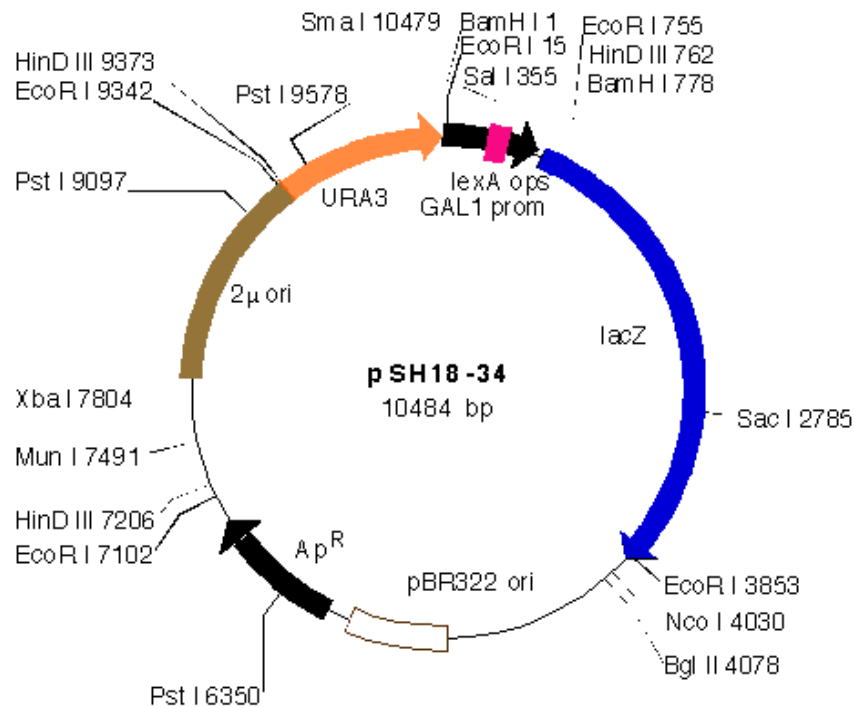 Sma I 10479
BamH I 1
EcoR I 15
Sal I 355
EcoR I 755
HinD III 762
BamH I 778
HinD III 9373
EcoR I 9342
Pst I 9578
Pst I 9097
URA3
lexA ops
GAL1 prom
2μ ori
lacZ
pSH18-34
10484 bp
Xba I 7804
Mun I 7491
HinD III 7206
EcoR I 7102
Sac I 2785
Ap^R
pBR322 ori
EcoR I 3853
Nco I 4030
Bgl II 4078
Pst I 6350